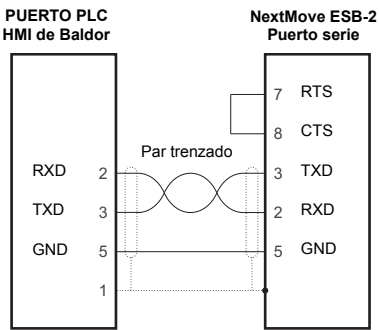 PUERTO PLC
HMI de Baldor
NextMove ESB-2
Puerto serie
7 RTS
8 CTS
Par trenzado
RXD 2
3 TXD
TXD 3
2 RXD
GND 5
5 GND
1